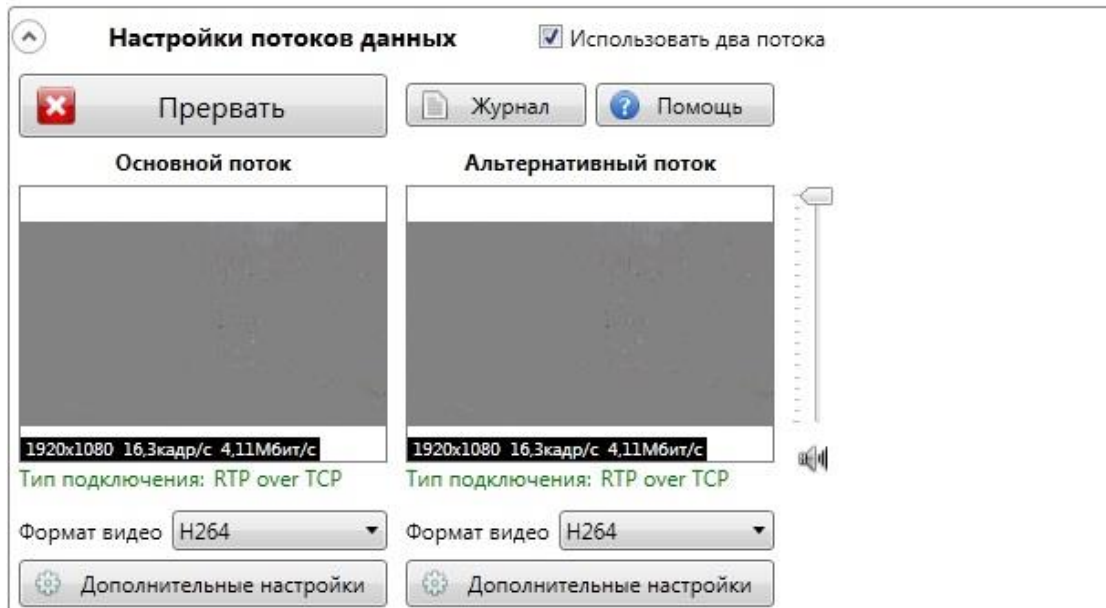 Настройки потоков данных Использовать два потока
Прервать Журнал Помощь
Основной поток Альтернативный поток
1920x1080 16,3кадр/с 4,11Мбит/с 1920x1080 16,3кадр/с 4,11Мбит/с
Тип подключения: RTP over TCP Тип подключения: RTP over TCP
Формат видео H264 Формат видео H264
Дополнительные настройки Дополнительные настройки